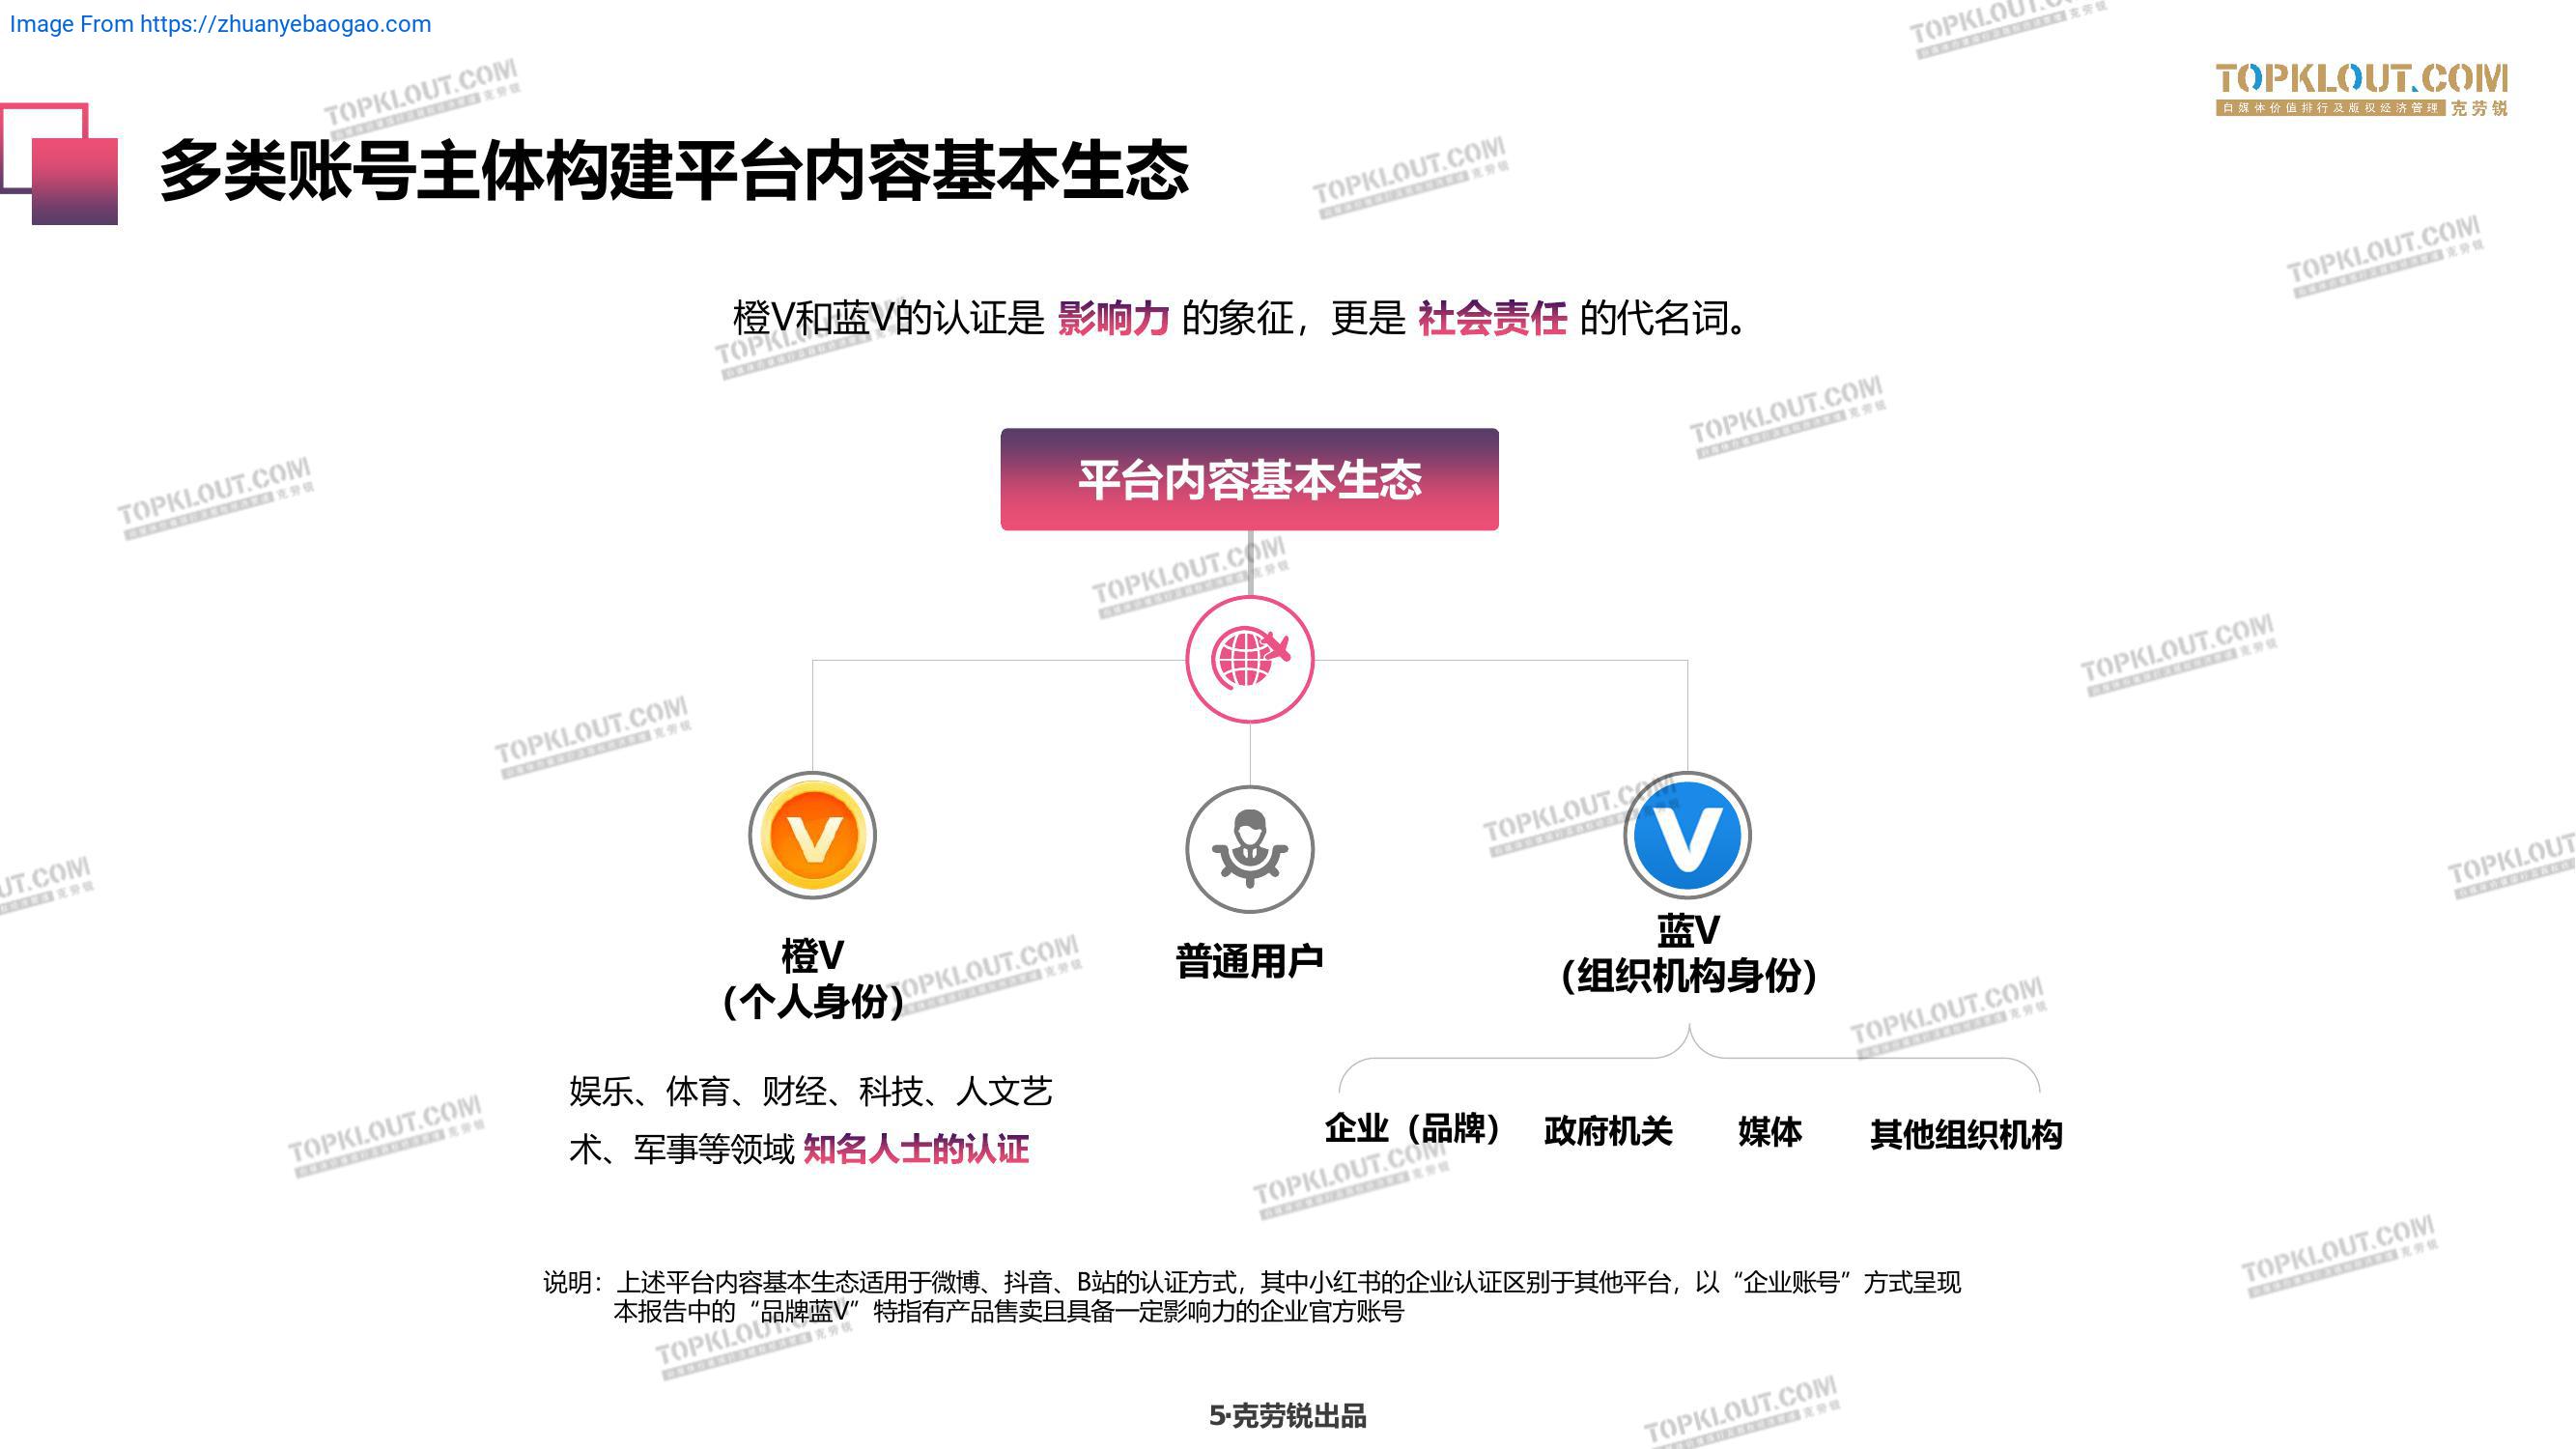 Image From https://zhuanyebaogao.com
TOPKLOUT.COM
自媒体价值排行及版权经济管理 克劳锐
多类账号主体构建平台内容基本生态
橙V和蓝V的认证是 影响力 的象征，更是 社会责任 的代名词。
平台内容基本生态
橙V
（个人身份）
普通用户
蓝V
（组织机构身份）
娱乐、体育、财经、科技、人文艺
术、军事等领域 知名人士的认证
企业（品牌） 政府机关 媒体 其他组织机构
说明：上述平台内容基本生态适用于微博、抖音、B站的认证方式，其中小红书的企业认证区别于其他平台，以“企业账号”方式呈现
本报告中的“品牌蓝V”特指有产品售卖且具备一定影响力的企业官方账号
5·克劳锐出品